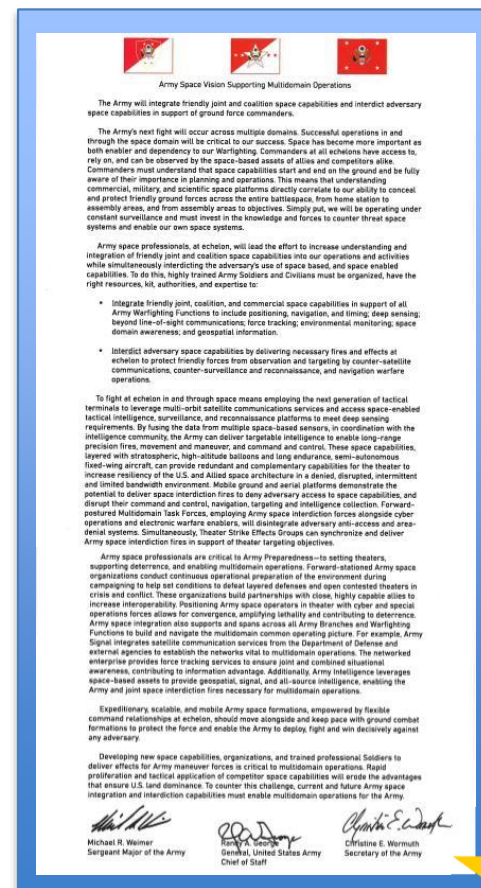 Army Space Vision Supporting Multidomain Operations
The Army will integrate friendly joint and coalition space capabilities and interdict adversary
space capabilities in support of ground force commanders.
The Army's next fight will occur across multiple domains. Successful operations in and
through the space domain will be critical to our success. Space has become more important as
both enabler and dependency to our Warfighting. Commanders at all echelons have access to,
rely on, and can be observed by the space-based assets of allies and competitors alike.
Commanders must understand that space capabilities start and end on the ground and be fully
aware of their importance in planning and operations. This means that understanding
commercial, military, and scientific space platforms directly correlate to our ability to conceal
and protect friendly ground forces across the entire battlespace, from home station to
assembly areas, and from assembly areas to objectives. Simply put, we will be operating under
constant surveillance and must invest in the knowledge and forces to counter threat space
systems and enable our own space systems.
Army space professionals, at echelon, will lead the effort to increase understanding and
integration of friendly joint and coalition space capabilities into our operations and activities
while simultaneously interdicting the adversary's use of space based, and space enabled
capabilities. To do this, highly trained Army Soldiers and Civilians must be organized, have the
right resources, kit, authorities, and expertise to:
• Integrate friendly joint, coalition, and commercial space capabilities in support of all
Army Warfighting Functions to include positioning, navigation, and timing; deep sensing;
beyond line-of-sight communications; force tracking; environmental monitoring; space
domain awareness; and geospatial information.
• Interdict adversary space capabilities by delivering necessary fires and effects at
echelon to protect friendly forces from observation and targeting by counter-satellite
communications, counter-surveillance and reconnaissance, and navigation warfare
operations.
To fight at echelon in and through space means employing the next generation of tactical
terminals to leverage multi-orbit satellite communications services and access space-enabled
tactical intelligence, surveillance, and reconnaissance platforms to meet deep sensing
requirements. By fusing the data from multiple space-based sensors, in coordination with the
intelligence community, the Army can deliver targetable intelligence to enable long-range
precision fires, movement and maneuver, and command and control. These space capabilities,
layered with stratospheric, high-altitude balloons and long endurance, semi-autonomous
fixed-wing aircraft, can provide redundant and complementary capabilities for the theater to
increase resiliency of the U.S. and Allied space architecture in a denied, disrupted, intermittent
and limited bandwidth environment. Mobile ground and aerial platforms demonstrate the
potential to deliver space interdiction fires to deny adversary access to space capabilities, and
disrupt their command and control, navigation, targeting and intelligence collection. Forward-
postured Multidomain Task Forces, employing Army space interdiction forces alongside cyber
operations and electronic warfare enablers, will disintegrate adversary anti-access and area-
denial systems. Simultaneously, Theater Strike Effects Groups can synchronize and deliver
Army space interdiction fires in support of theater targeting objectives.
Army space professionals are critical to Army Preparedness—to setting theaters,
supporting deterrence, and enabling multidomain operations. Forward-stationed Army space
organizations conduct continuous operational preparation of the environment during
campaigning to help set conditions to defeat layered defenses and open contested theaters in
crisis and conflict. These organizations build partnerships with close, highly capable allies to
increase interoperability. Positioning Army space operators in theater with cyber and special
operations forces allows for convergence, amplifying lethality and contributing to deterrence.
Army space integration also supports and spans across all Army Branches and Warfighting
Functions to build and navigate the multidomain common operating picture. For example, Army
Signal integrates satellite communication services from the Department of Defense and
external agencies to establish the networks vital to multidomain operations. The networked
enterprise provides force tracking services to ensure joint and combined situational
awareness, contributing to information advantage. Additionally, Army Intelligence leverages
space-based assets to provide geospatial, signal, and all-source intelligence, enabling the
Army and joint space interdiction fires necessary for multidomain operations.
Expeditionary, scalable, and mobile Army space formations, empowered by flexible
command relationships at echelon, should move alongside and keep pace with ground combat
formations to protect the force and enable the Army to deploy, fight and win decisively against
any adversary.
Developing new space capabilities, organizations, and trained professional Soldiers to
deliver effects for Army maneuver forces is critical to multidomain operations. Rapid
proliferation and tactical application of competitor space capabilities will erode the advantages
that ensure U.S. land dominance. To counter this challenge, current and future Army space
integration and interdiction capabilities must enable multidomain operations for the Army.
Michael R. Weimer
Sergeant Major of the Army
Randy A. George
General, United States Army
Chief of Staff
Christine E. Wormuth
Secretary of the Army